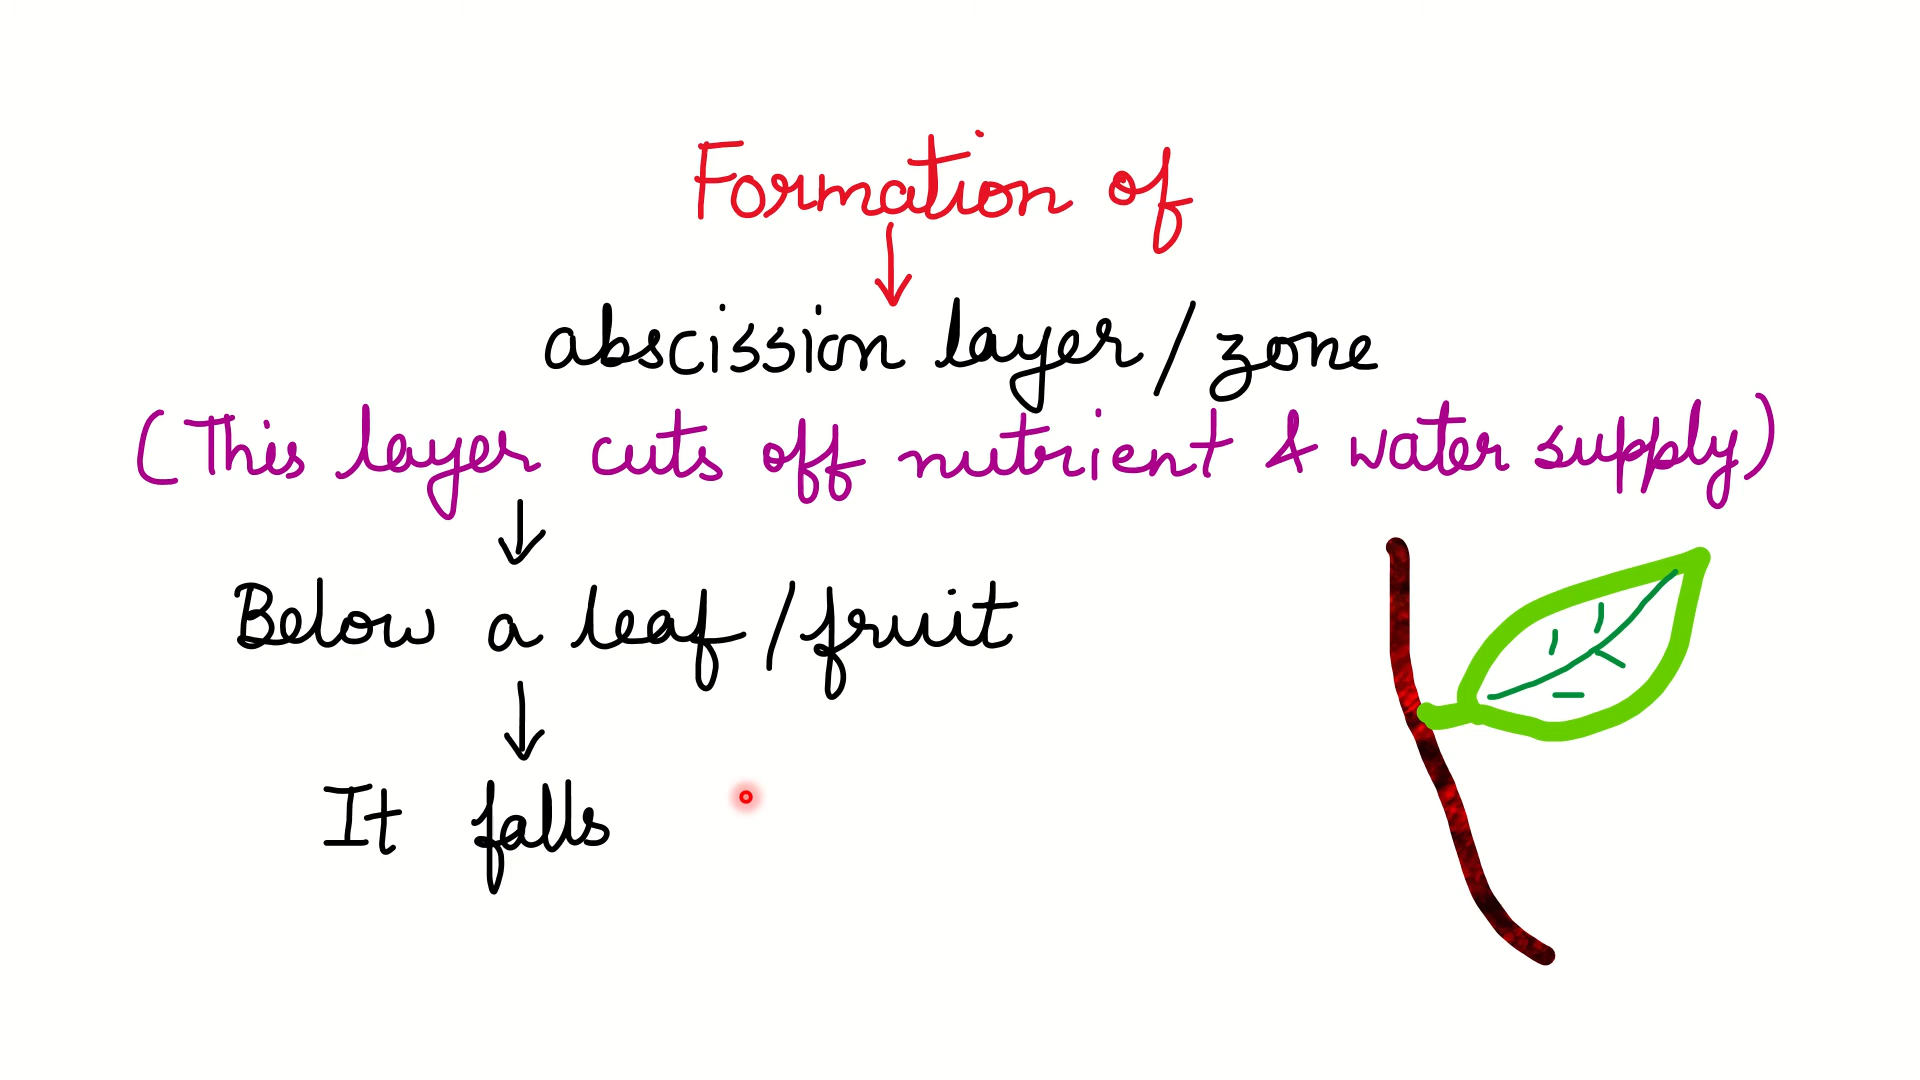 Formation of
abscission layer/zone
(This layer cuts off nutrient & water supply)
Below a leaf/fruit
It falls